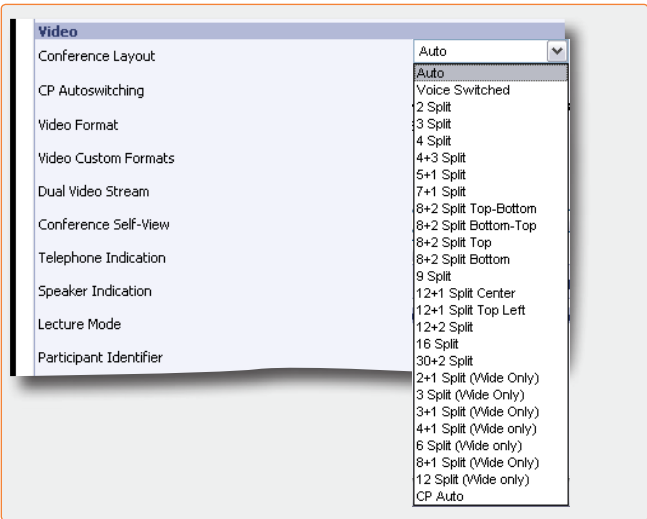 Video
Conference Layout
Auto
CP Autoswitching
Video Format
Video Custom Formats
Dual Video Stream
Conference Self-View
Telephone Indication
Speaker Indication
Lecture Mode
Participant Identifier
Auto
Voice Switched
2 Split
3 Split
4 Split
4+3 Split
5+1 Split
7+1 Split
8+2 Split Top-Bottom
8+2 Split Bottom-Top
8+2 Split Top
8+2 Split Bottom
9 Split
12+1 Split Center
12+1 Split Top Left
12+2 Split
16 Split
30+2 Split
2+1 Split (Wide Only)
3 Split (Wide Only)
3+1 Split (Wide Only)
4+1 Split (Wide only)
6 Split (Wide only)
8+1 Split (Wide Only)
12 Split (Wide only)
CP Auto